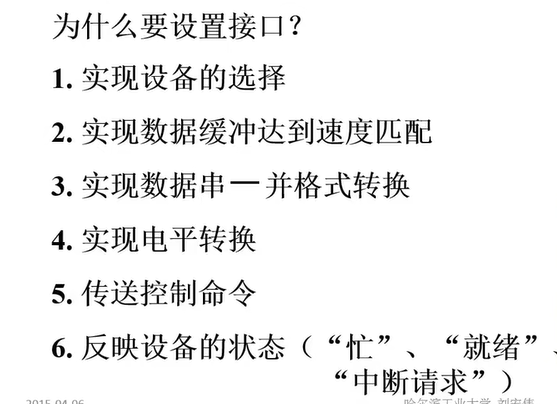 为什么要设置接口？
1. 实现设备的选择
2. 实现数据缓冲达到速度匹配
3. 实现数据串一并格式转换
4. 实现电平转换
5. 传送控制命令
6. 反映设备的状态（“忙”、“就绪”、
“中断请求”）
2015-04-06
哈尔滨工业大学 刘宏伟